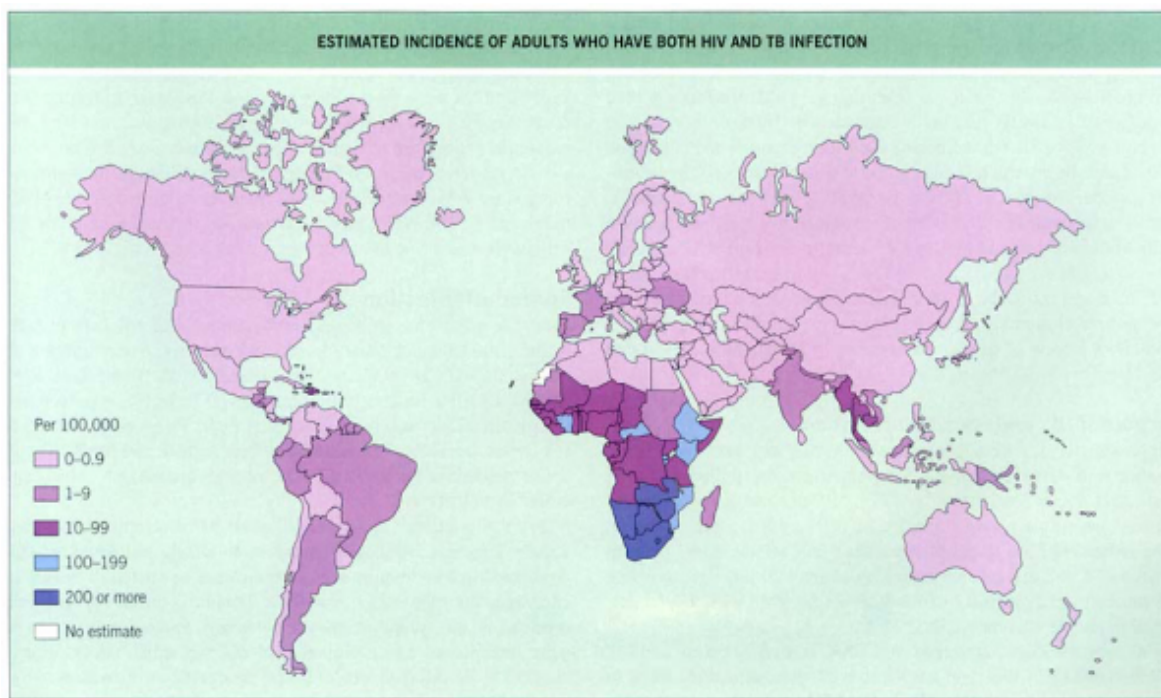 ESTIMATED INCIDENCE OF ADULTS WHO HAVE BOTH HIV AND TB INFECTION
Per 100,000
0–0.9
1–9
10–99
100–199
200 or more
No estimate